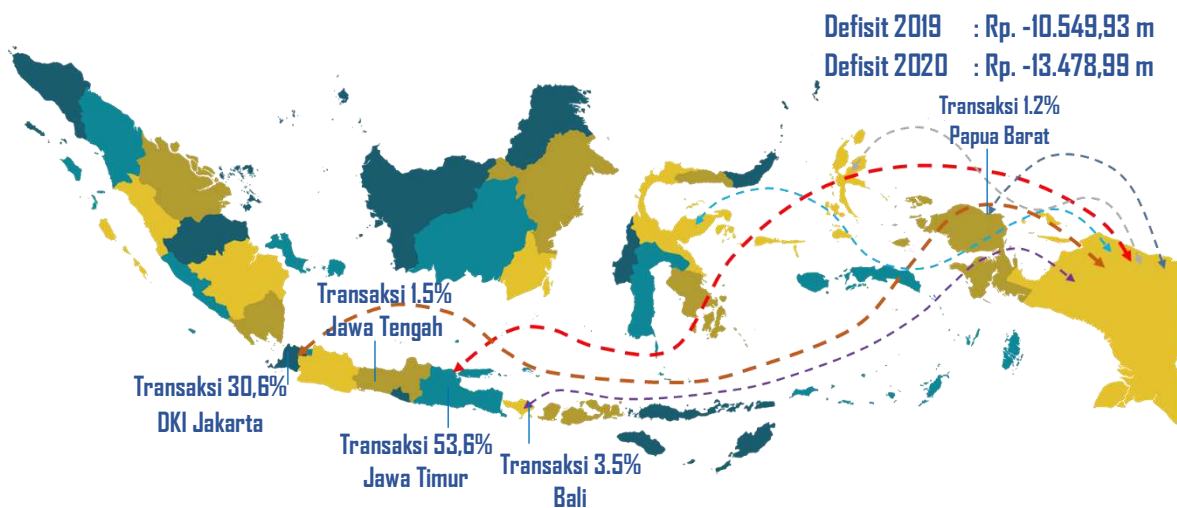 Defisit 2019 : Rp. -10.549,93 m
Defisit 2020 : Rp. -13.478,99 m
Transaksi 1.2%
Papua Barat
Transaksi 1.5%
Jawa Tengah
Transaksi 30,6%
DKI Jakarta
Transaksi 53,6%
Jawa Timur
Transaksi 3.5%
Bali